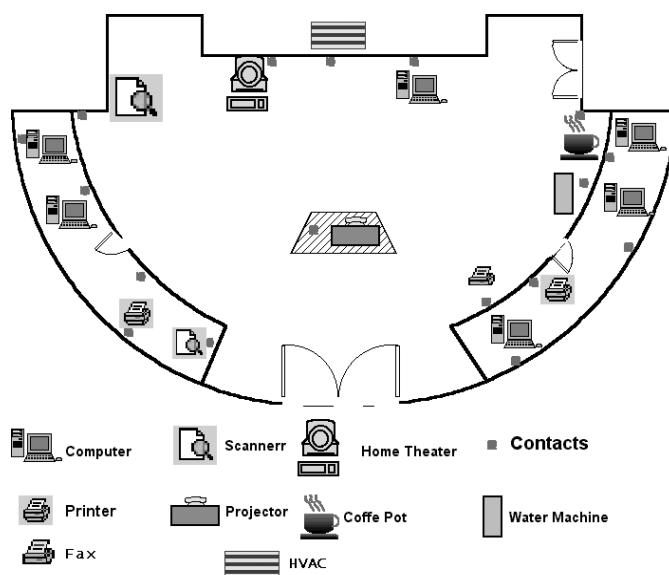 Computer
Scannerr
Home Theater
Contacts
Printer
Projector
Coffe Pot
Water Machine
Fax
HVAC